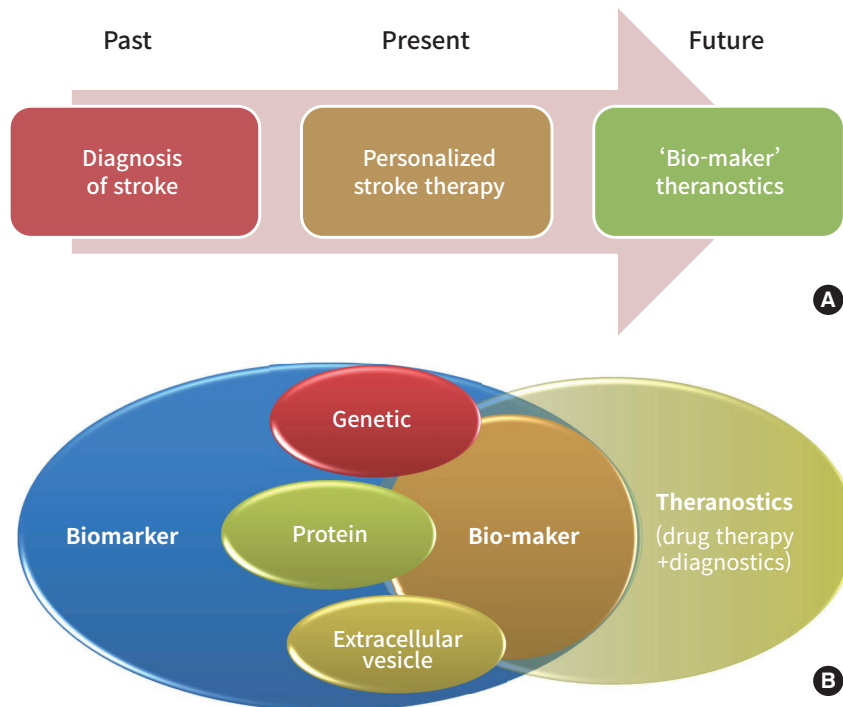 Past
Present
Future
Diagnosis
of stroke
Personalized
stroke therapy
‘Bio-maker’
theranostics
A
Genetic
Biomarker
Protein
Bio-maker
Theranostics
(drug therapy
+diagnostics)
Extracellular
vesicle
B